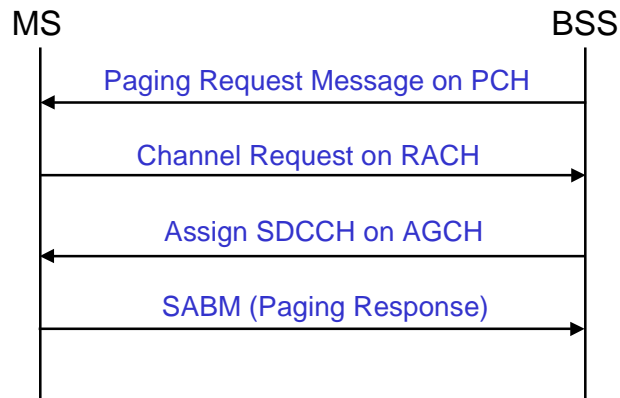 MS
BSS
Paging Request Message on PCH
Channel Request on RACH
Assign SDCCH on AGCH
SABM (Paging Response)